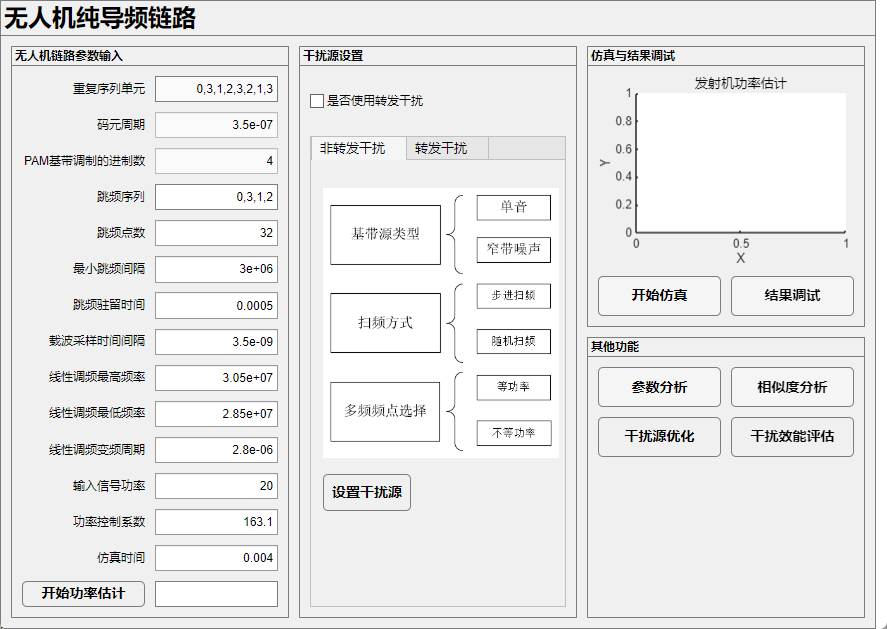 无人机纯导频链路
无人机链路参数输入
重复序列单元 0,3,1,2,3,2,1,3
码元周期 3.5e-07
PAM基带调制的进制数 4
跳频序列 0,3,1,2
跳频点数 32
最小跳频间隔 3e+06
跳频驻留时间 0.0005
载波采样时间间隔 3.5e-09
线性调频最高频率 3.05e+07
线性调频最低频率 2.85e+07
线性调频变频周期 2.8e-06
输入信号功率 20
功率控制系数 163.1
仿真时间 0.004
开始功率估计
干扰源设置
是否使用转发干扰
非转发干扰 转发干扰
基带源类型
单音
窄带噪声
扫频方式
步进扫频
随机扫频
多频频点选择
等功率
不等功率
设置干扰源
仿真与结果调试
发射机功率估计
1
0.8
0.6
0.4
0.2
0
Y
0 0.5 1
X
开始仿真 结果调试
其他功能
参数分析 相似度分析
干扰源优化 干扰效能评估